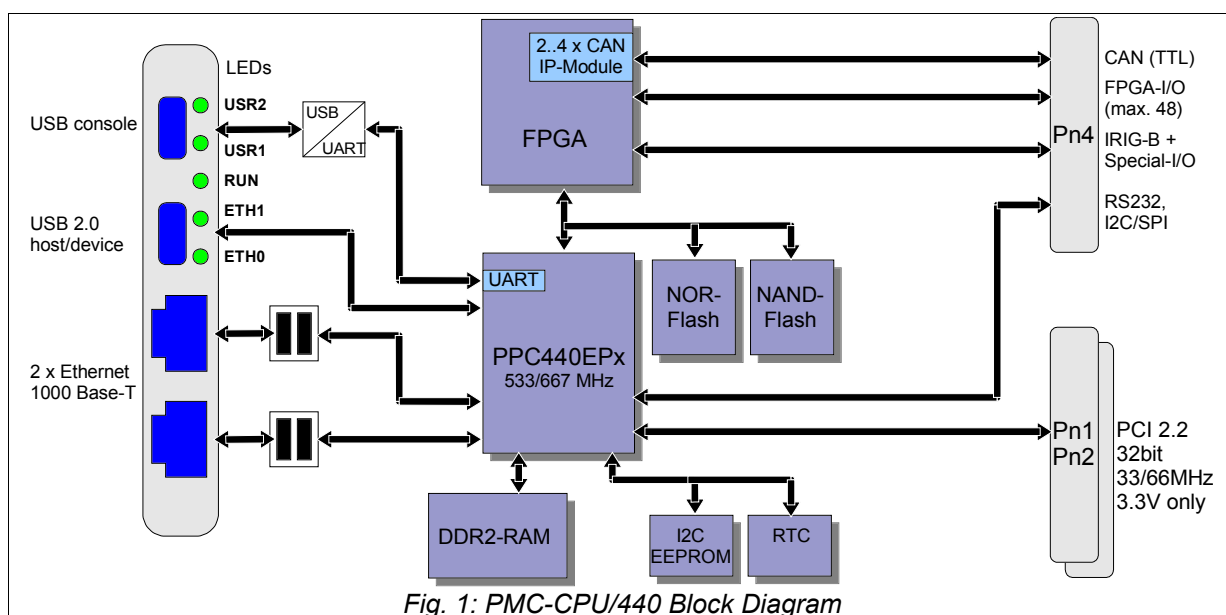 LEDs
USR2
USR1
RUN
ETH1
ETH0
USB console
USB 2.0
host/device
2 x Ethernet
1000 Base-T
USB
UART
2..4 x CAN
IP-Module
FPGA
UART
PPC440EPx
533/667 MHz
NOR-
Flash
NAND-
Flash
DDR2-RAM
I2C
EEPROM
RTC
Pn4
CAN (TTL)
FPGA-I/O
(max. 48)
IRIG-B +
Special-I/O
RS232,
I2C/SPI
Pn1
Pn2
PCI 2.2
32bit
33/66MHz
3.3V only
Fig. 1: PMC-CPU/440 Block Diagram